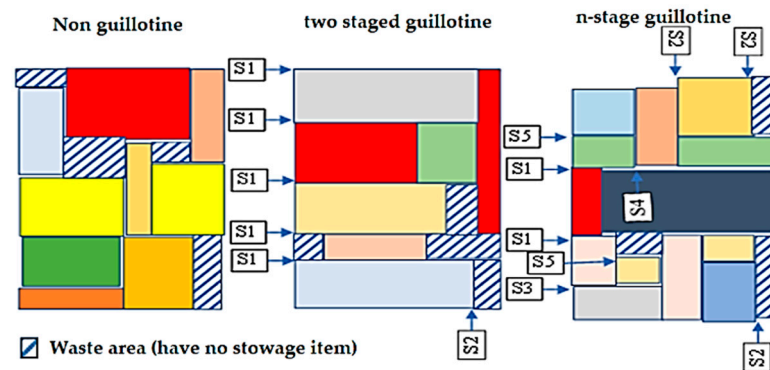 Non guillotine
two staged guillotine
n-stage guillotine
S1
S1
S1
S1
S1
S2
S2
S2
S5
S1
S4
S1
S5
S3
S2
Waste area (have no stowage item)